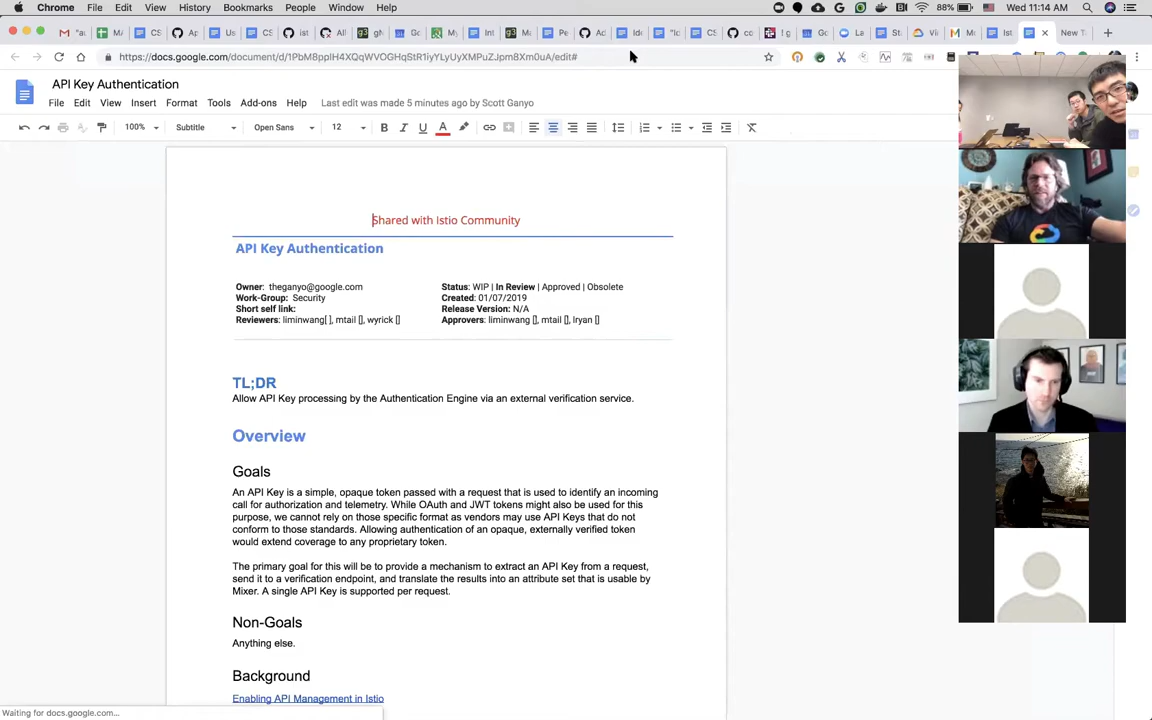 Chrome File Edit View History Bookmarks People Window Help 88% Wed 11:14 AM
https://docs.google.com/document/d/1PbM8ppIH4XQqWVOGHqStR1iyYLyUyXMPuZJpm8Xm0uA/edit#
New Te
API Key Authentication
File Edit View Insert Format Tools Add-ons Help Last edit was made 5 minutes ago by Scott Ganyo
100% Subtitle Open Sans 12 B I U A
Shared with Istio Community
API Key Authentication
Owner: theganyo@google.com Status: WIP | In Review | Approved | Obsolete
Work-Group: Security Created: 01/07/2019
Short self link: Release Version: N/A
Reviewers: liminwang[ ], mtail [], wyrick [] Approvers: liminwang [], mtail [], lryan []
TL;DR
Allow API Key processing by the Authentication Engine via an external verification service.
Overview
Goals
An API Key is a simple, opaque token passed with a request that is used to identify an incoming
call for authorization and telemetry. While OAuth and JWT tokens might also be used for this
purpose, we cannot rely on those specific format as vendors may use API Keys that do not
conform to those standards. Allowing authentication of an opaque, externally verified token
would extend coverage to any proprietary token.
The primary goal for this will be to provide a mechanism to extract an API Key from a request,
send it to a verification endpoint, and translate the results into an attribute set that is usable by
Mixer. A single API Key is supported per request.
Non-Goals
Anything else.
Background
Enabling API Management in Istio
Waiting for docs.google.com...